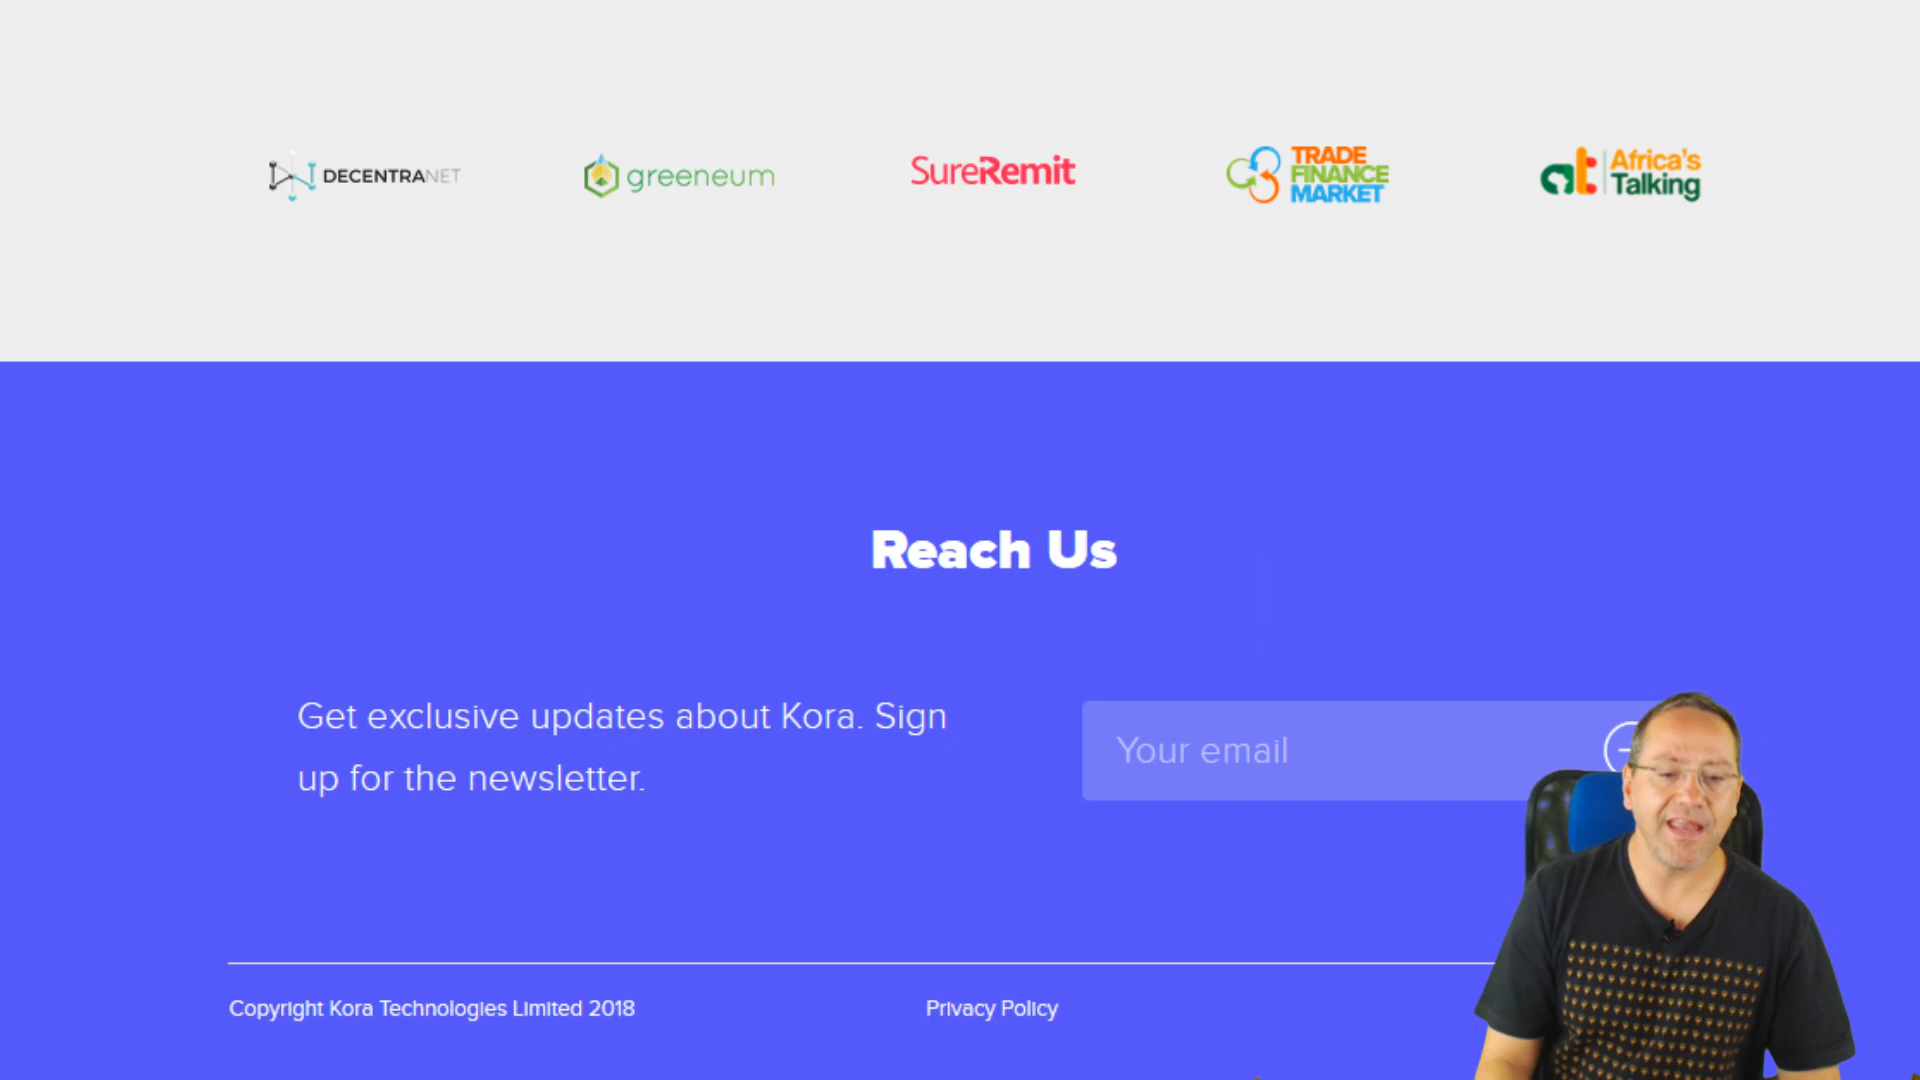 DECENTRANET
greeneum
SureRemit
TRADE
FINANCE
MARKET
at
Africa's
Talking
Reach Us
Get exclusive updates about Kora. Sign
up for the newsletter.
Your email
Copyright Kora Technologies Limited 2018
Privacy Policy